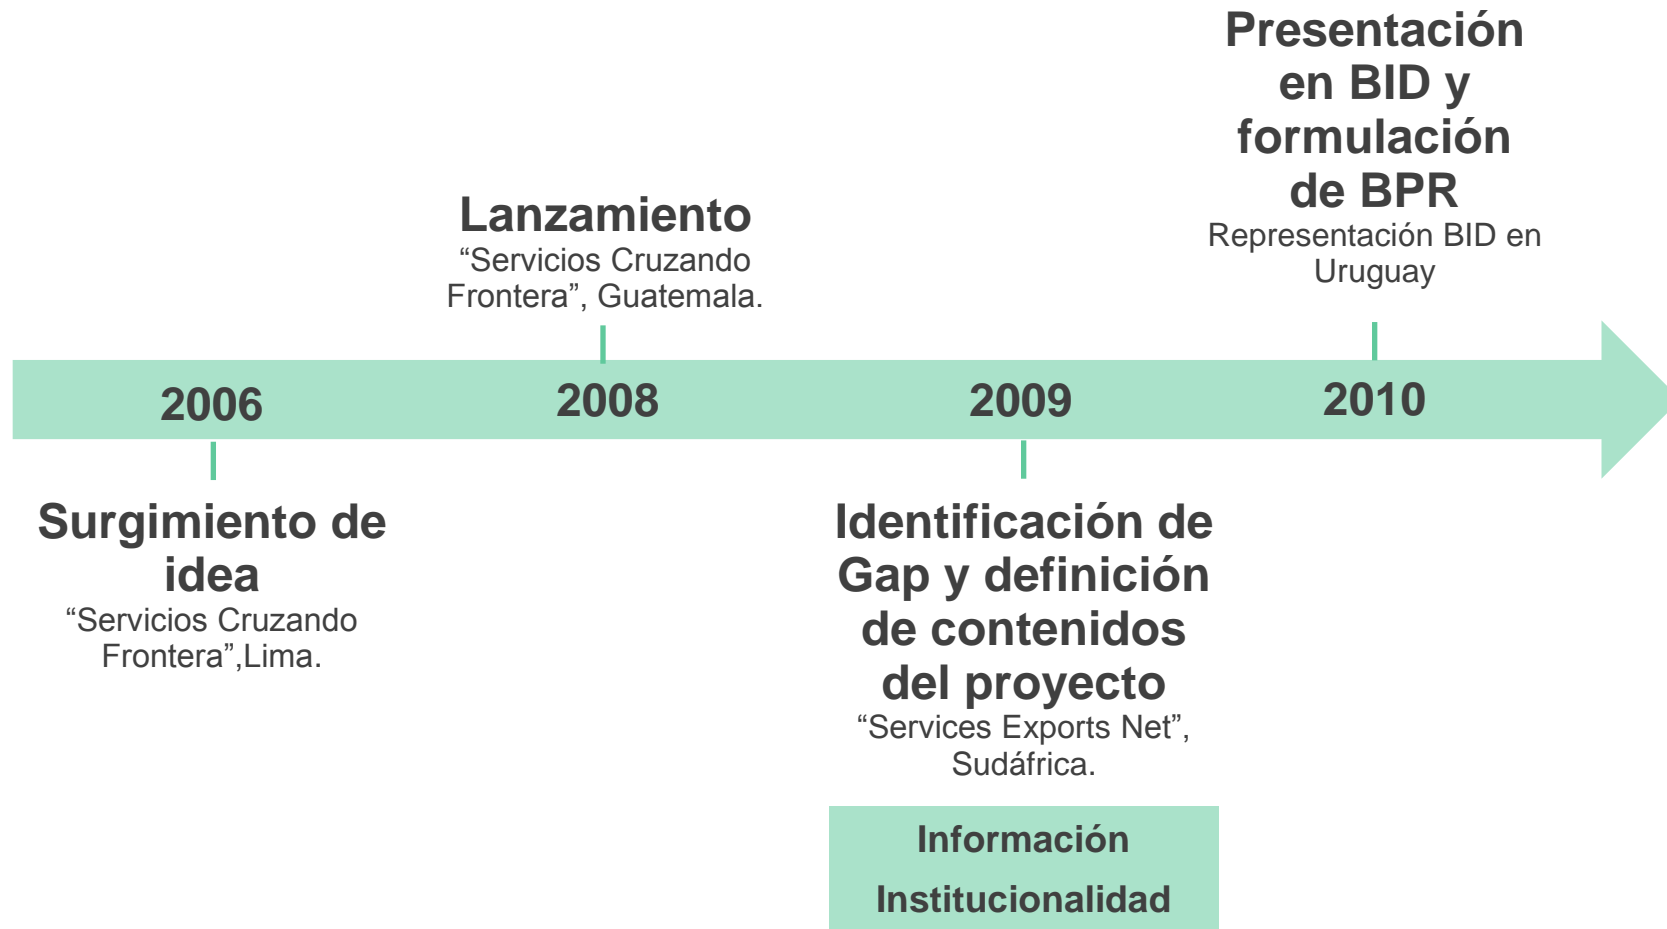 Presentación
en BID y
formulación
de BPR
Representación BID en
Uruguay
Lanzamiento
“Servicios Cruzando
Frontera”, Guatemala.
2006
2008
2009
2010
Surgimiento de
idea
“Servicios Cruzando
Frontera”,Lima.
Identificación de
Gap y definición
de contenidos
del proyecto
“Services Exports Net”,
Sudáfrica.
Información
Institucionalidad